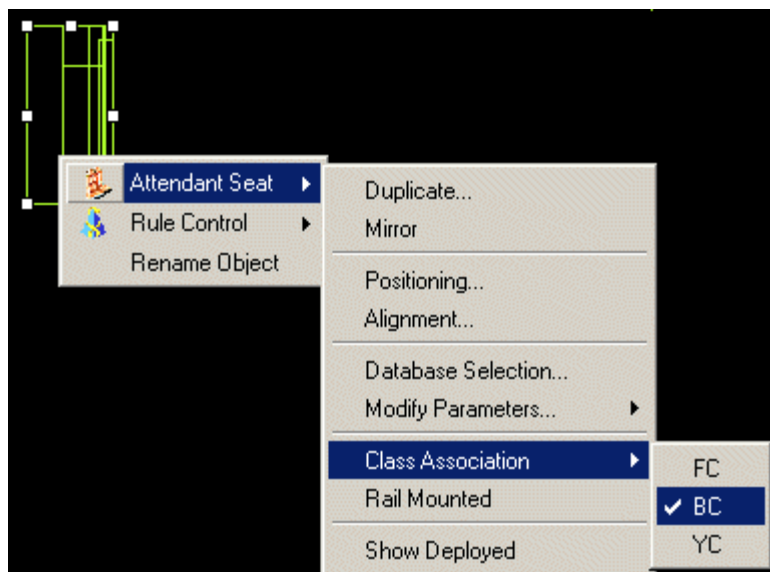 Attendant Seat
Rule Control
Rename Object
Duplicate...
Mirror
Positioning...
Alignment...
Database Selection...
Modify Parameters...
Class Association
Rail Mounted
Show Deployed
FC
BC
YC